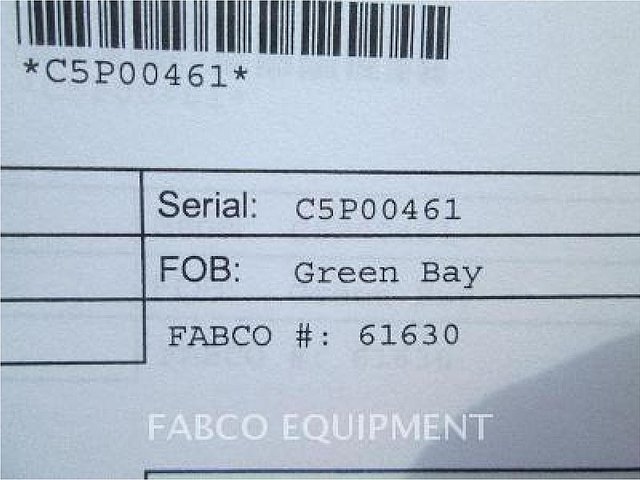 *C5P00461*
Serial: C5P00461
FOB: Green Bay
FABCO #: 61630
FABCO EQUIPMENT